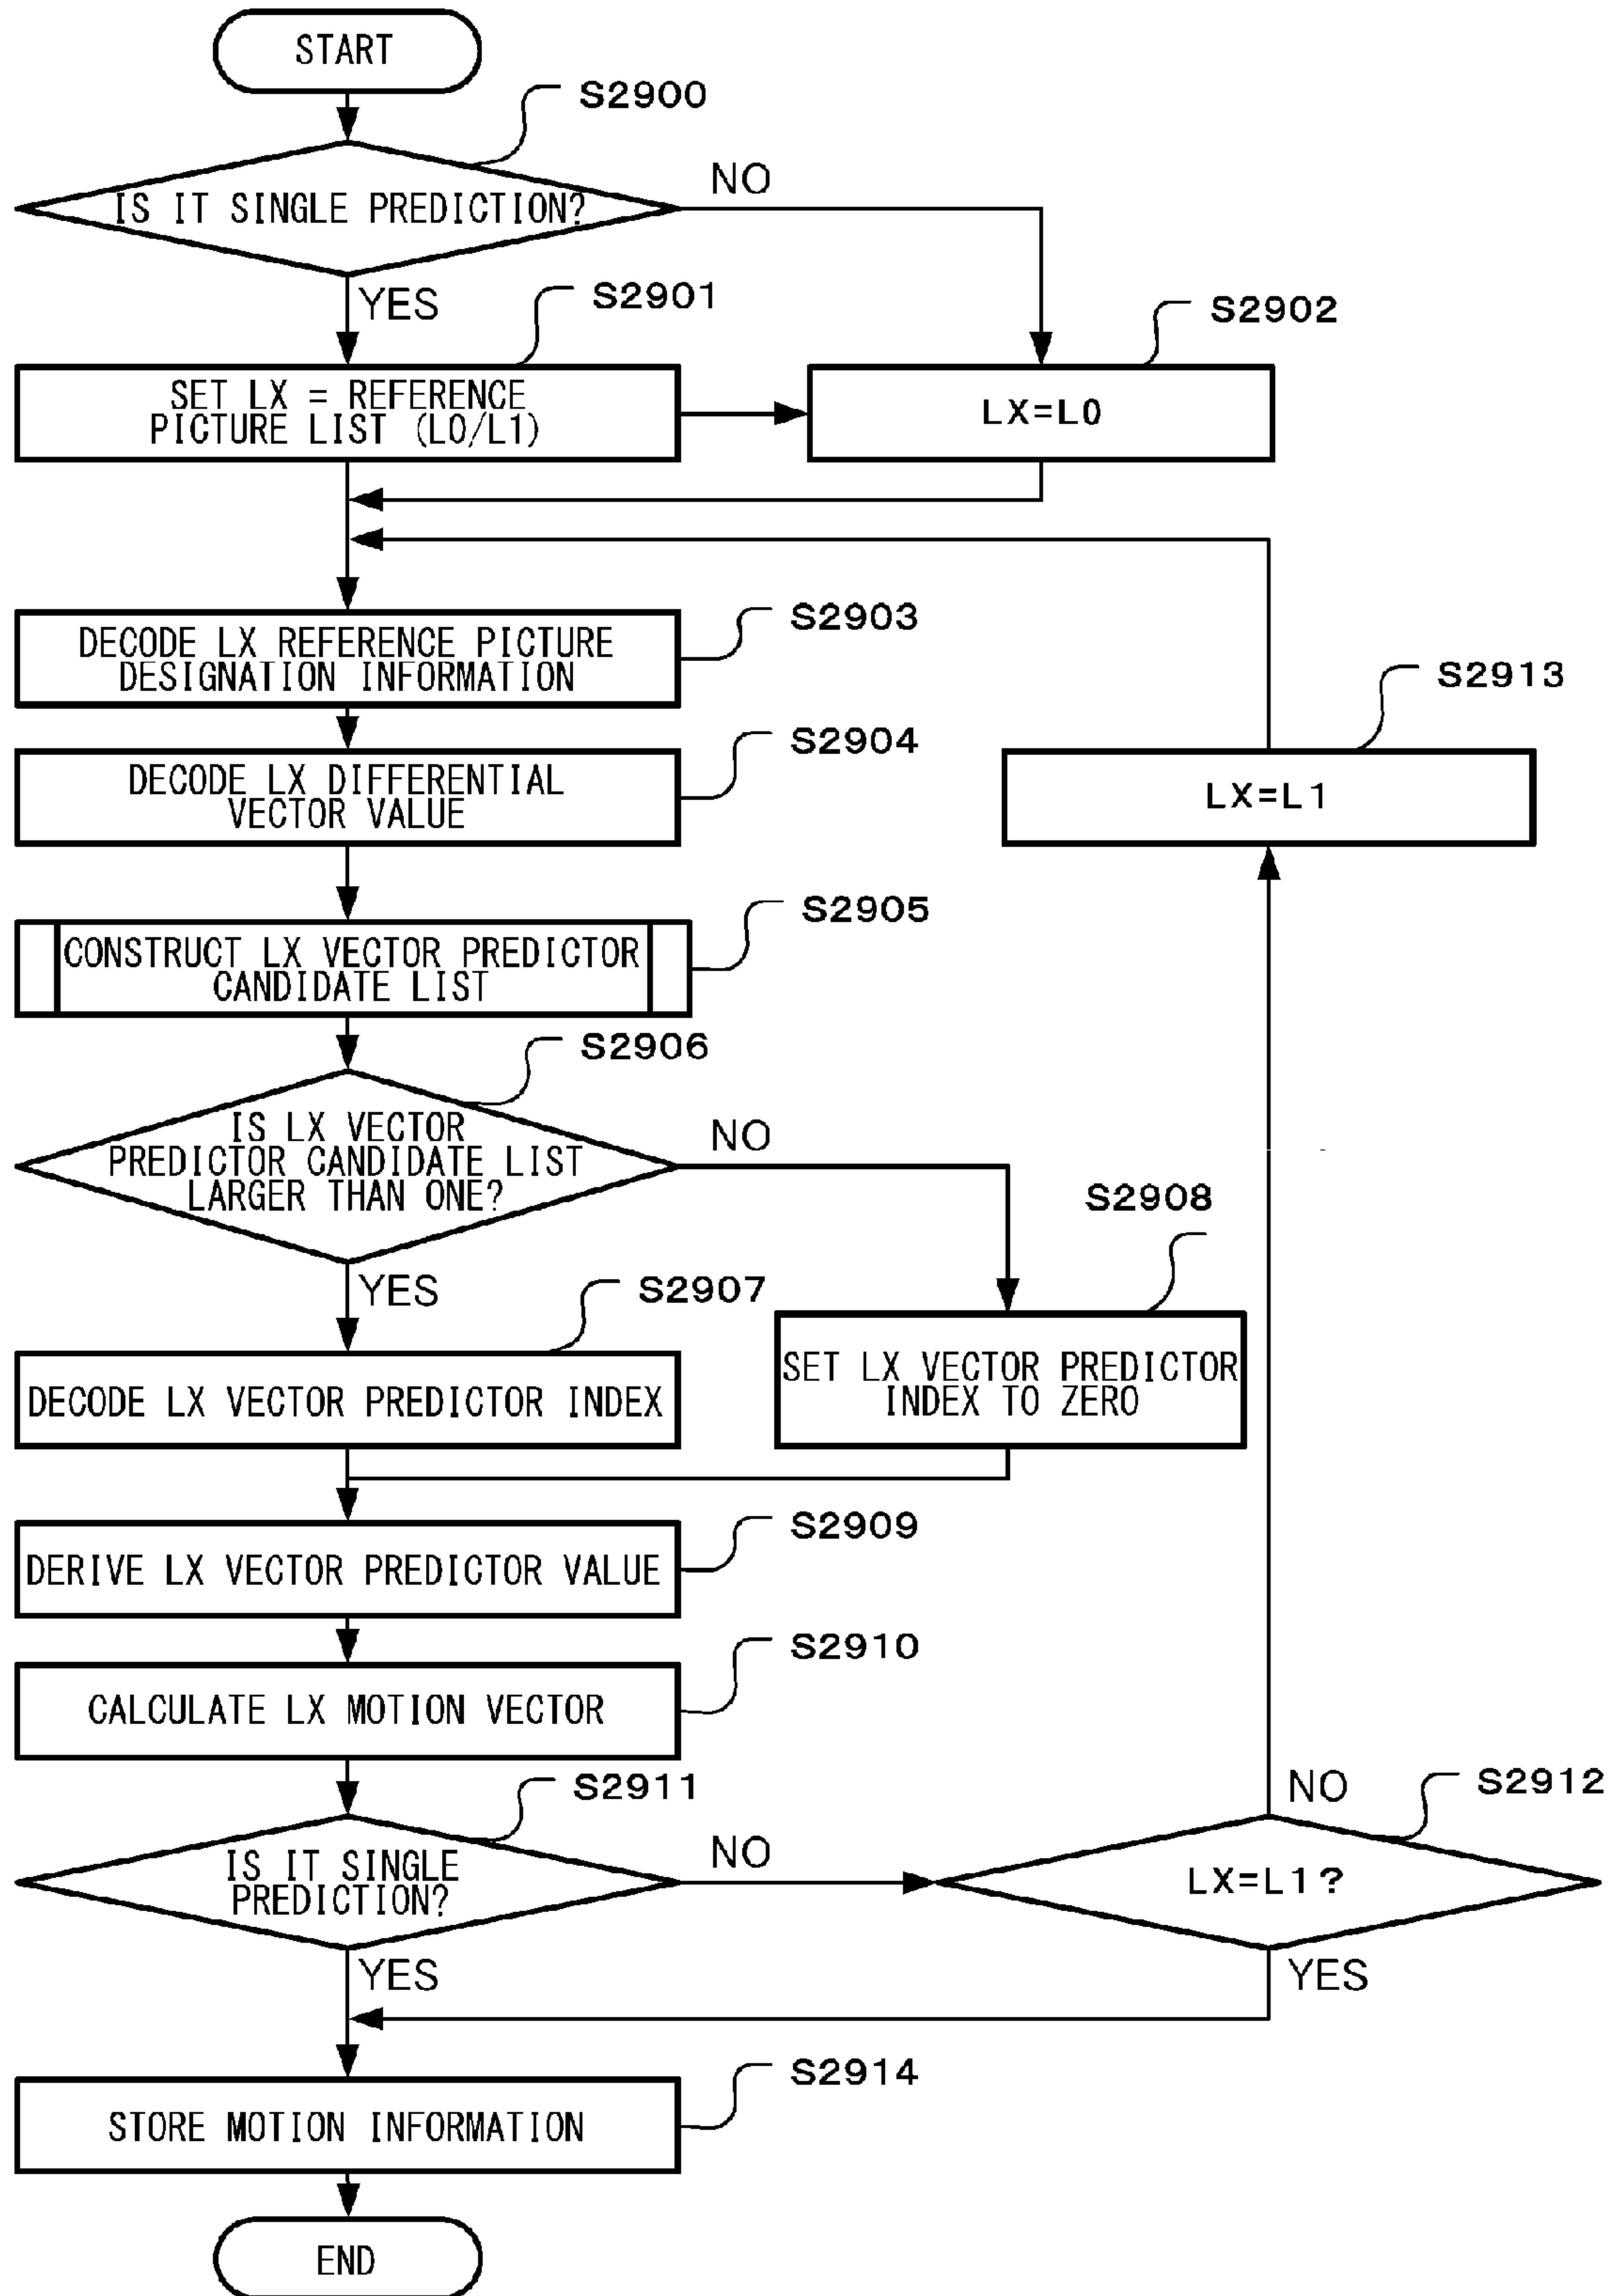 START
S2900
IS IT SINGLE PREDICTION?
NO
YES
S2901
S2902
SET LX = REFERENCE
PICTURE LIST (L0/L1)
LX=L0
S2903
DECODE LX REFERENCE PICTURE
DESIGNATION INFORMATION
S2913
S2904
DECODE LX DIFFERENTIAL
VECTOR VALUE
LX=L1
S2905
CONSTRUCT LX VECTOR PREDICTOR
CANDIDATE LIST
S2906
IS LX VECTOR
PREDICTOR CANDIDATE LIST
LARGER THAN ONE?
NO
S2908
YES
S2907
SET LX VECTOR PREDICTOR
INDEX TO ZERO
DECODE LX VECTOR PREDICTOR INDEX
S2909
DERIVE LX VECTOR PREDICTOR VALUE
S2910
CALCULATE LX MOTION VECTOR
S2911
NO
S2912
IS IT SINGLE
PREDICTION?
NO
LX=L1?
YES
YES
S2914
STORE MOTION INFORMATION
END